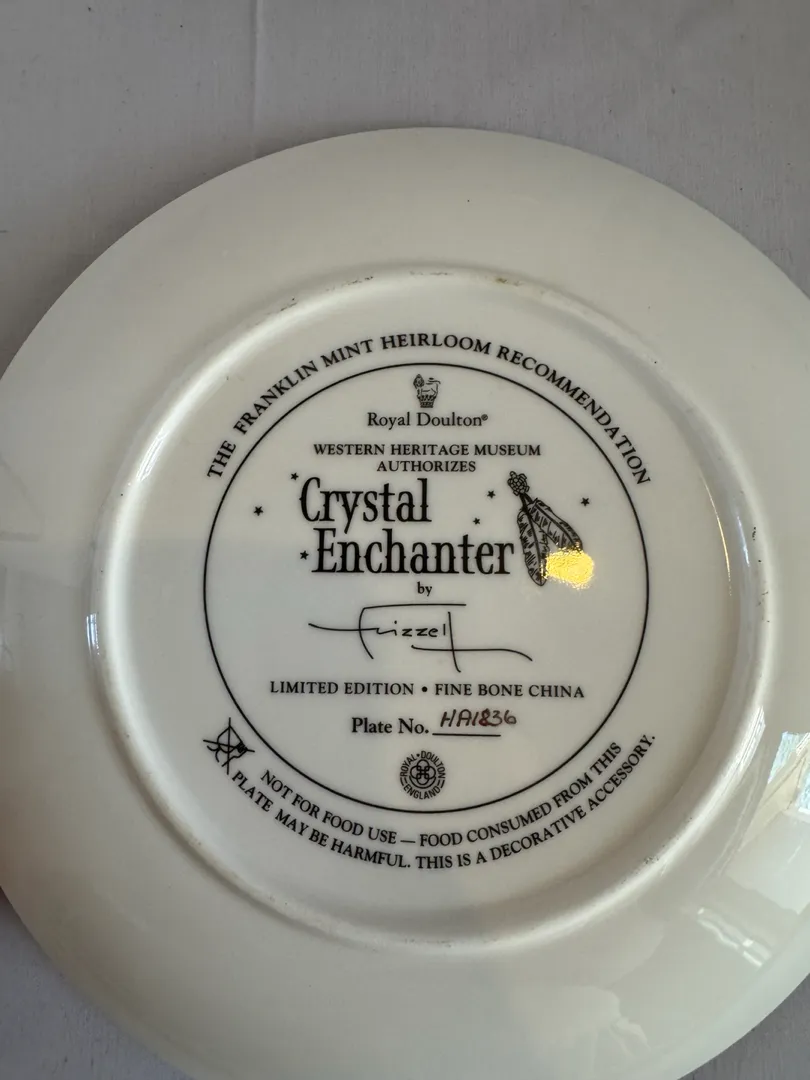 THE FRANKLIN MINT HEIRLOOM RECOMMENDATION
Royal Doulton®
WESTERN HERITAGE MUSEUM
AUTHORIZES
Crystal
Enchanter
by
Frizzell
LIMITED EDITION • FINE BONE CHINA
Plate No. HA1836
ROYAL • DOULTON
ENGLAND
NOT FOR FOOD USE — FOOD CONSUMED FROM THIS
PLATE MAY BE HARMFUL. THIS IS A DECORATIVE ACCESSORY.